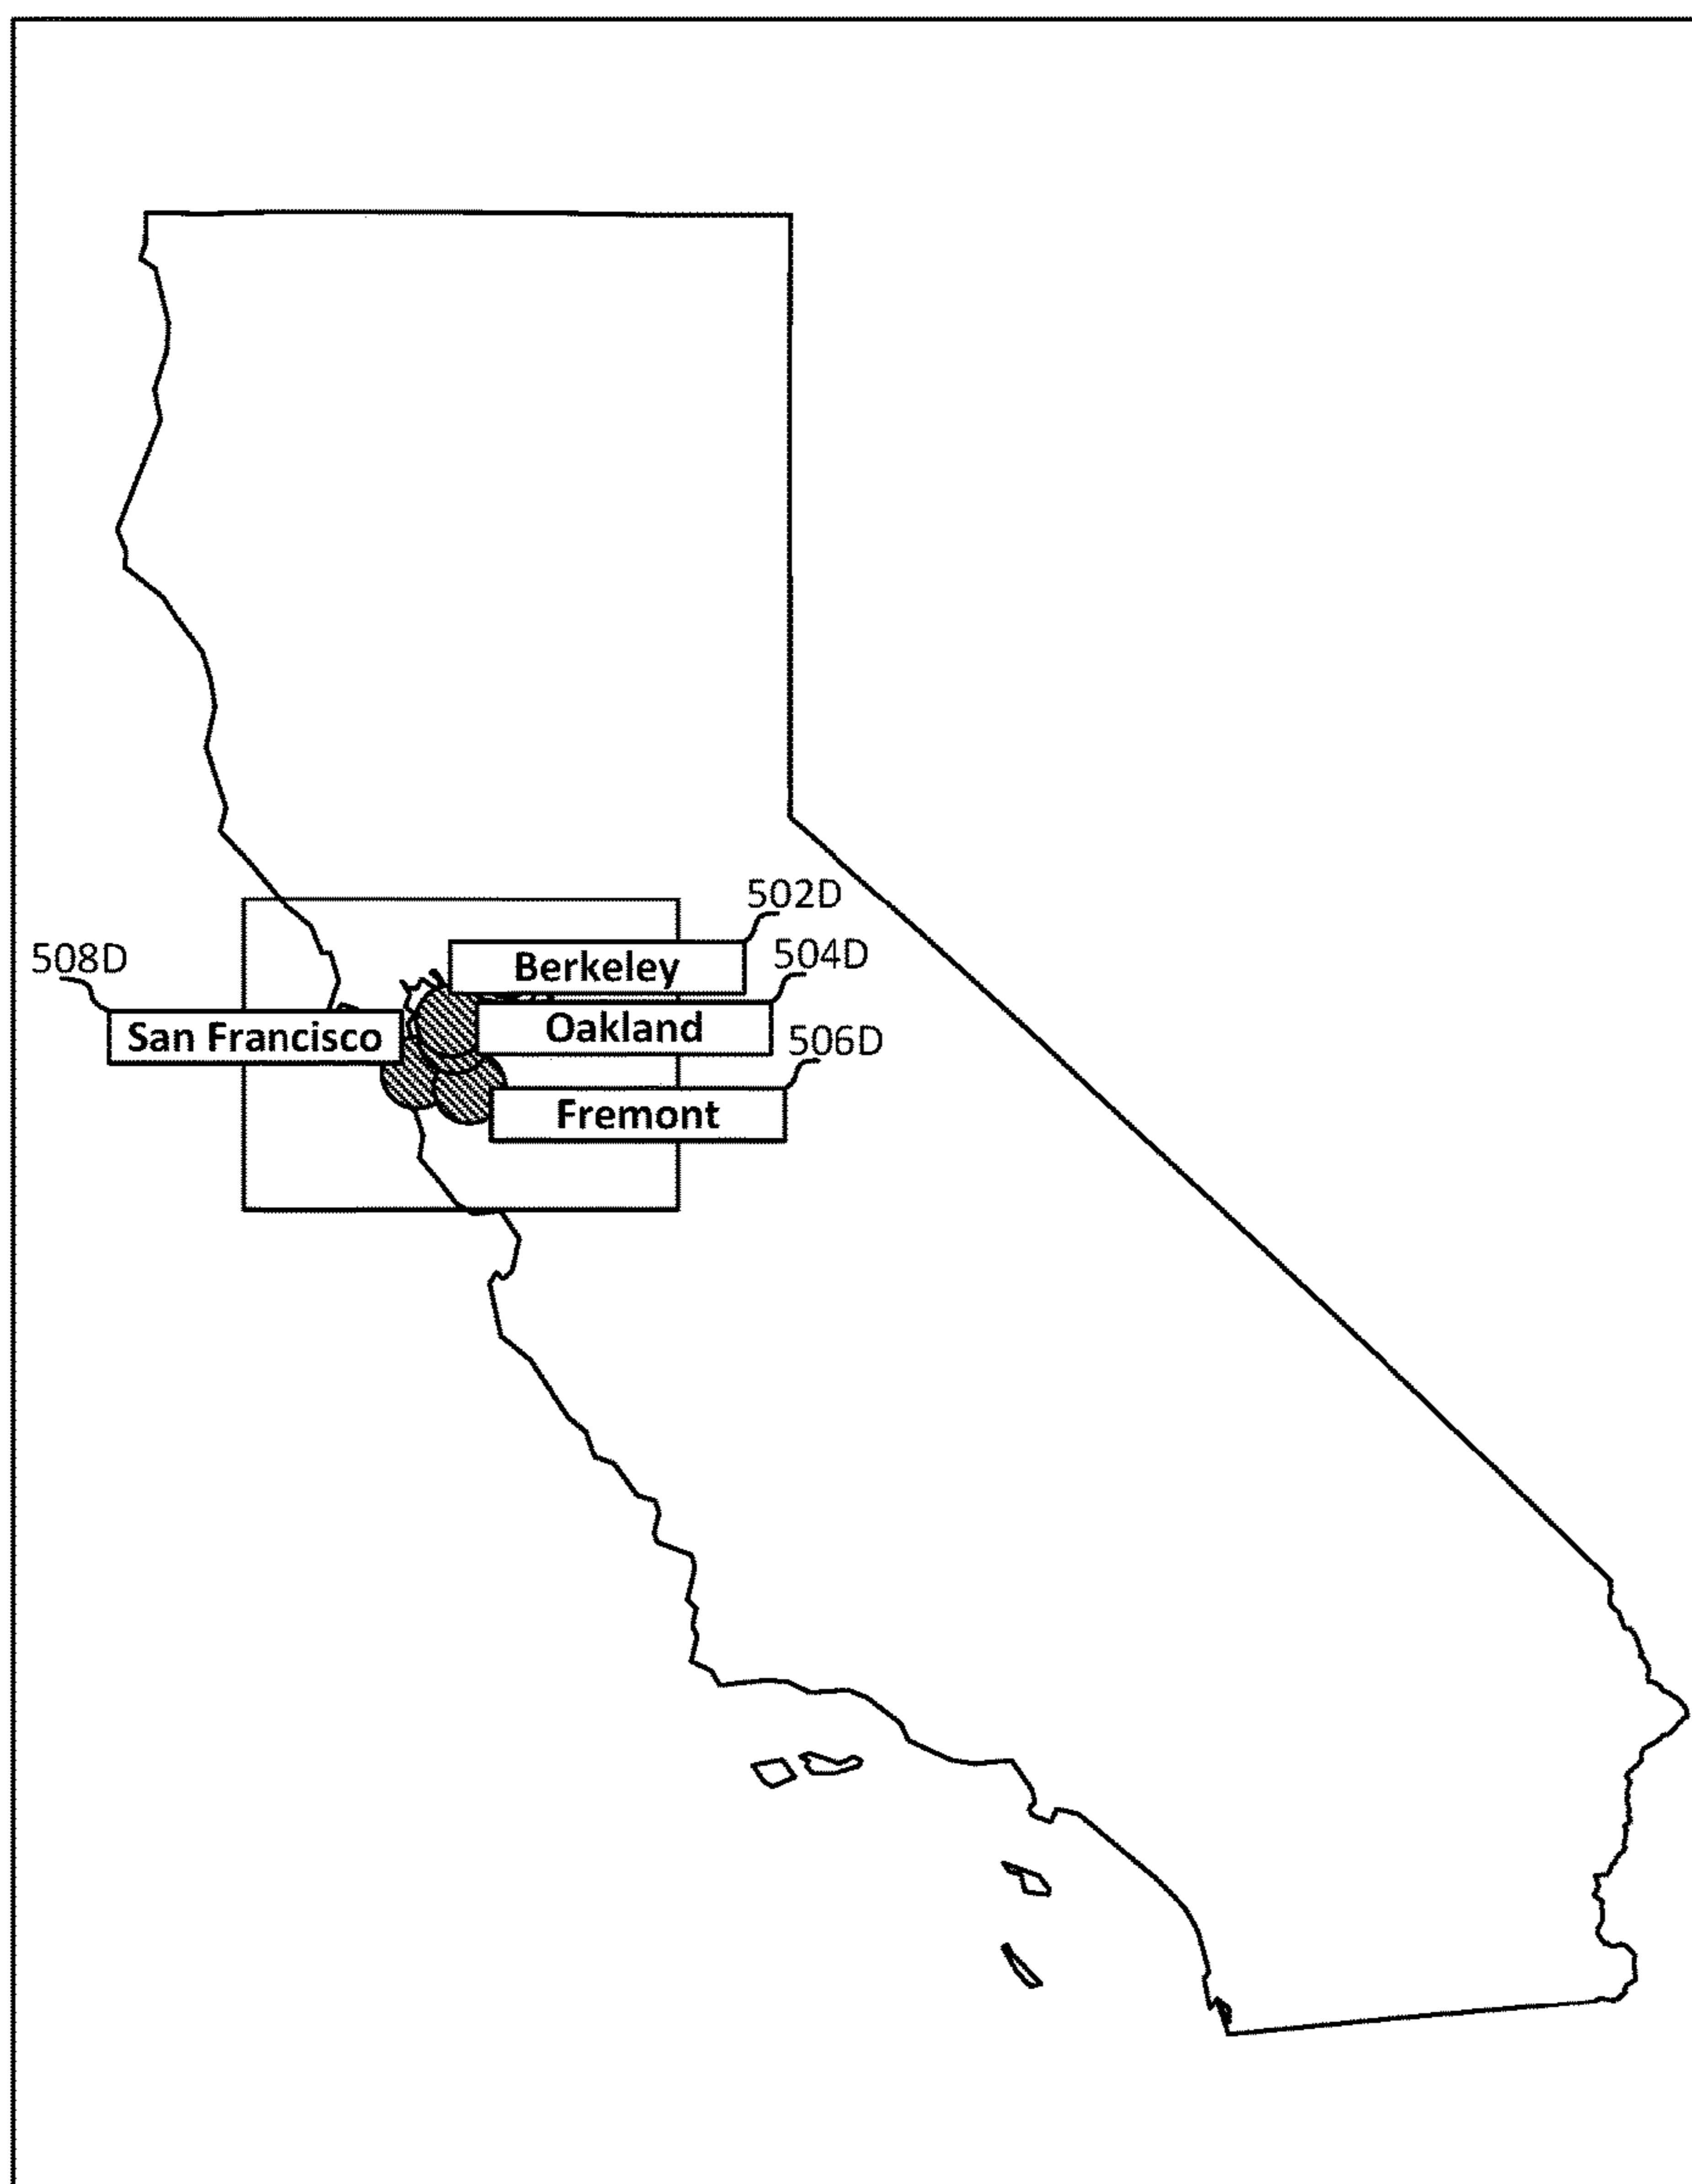 502D
Berkeley
504D
508D
San Francisco
Oakland
506D
Fremont